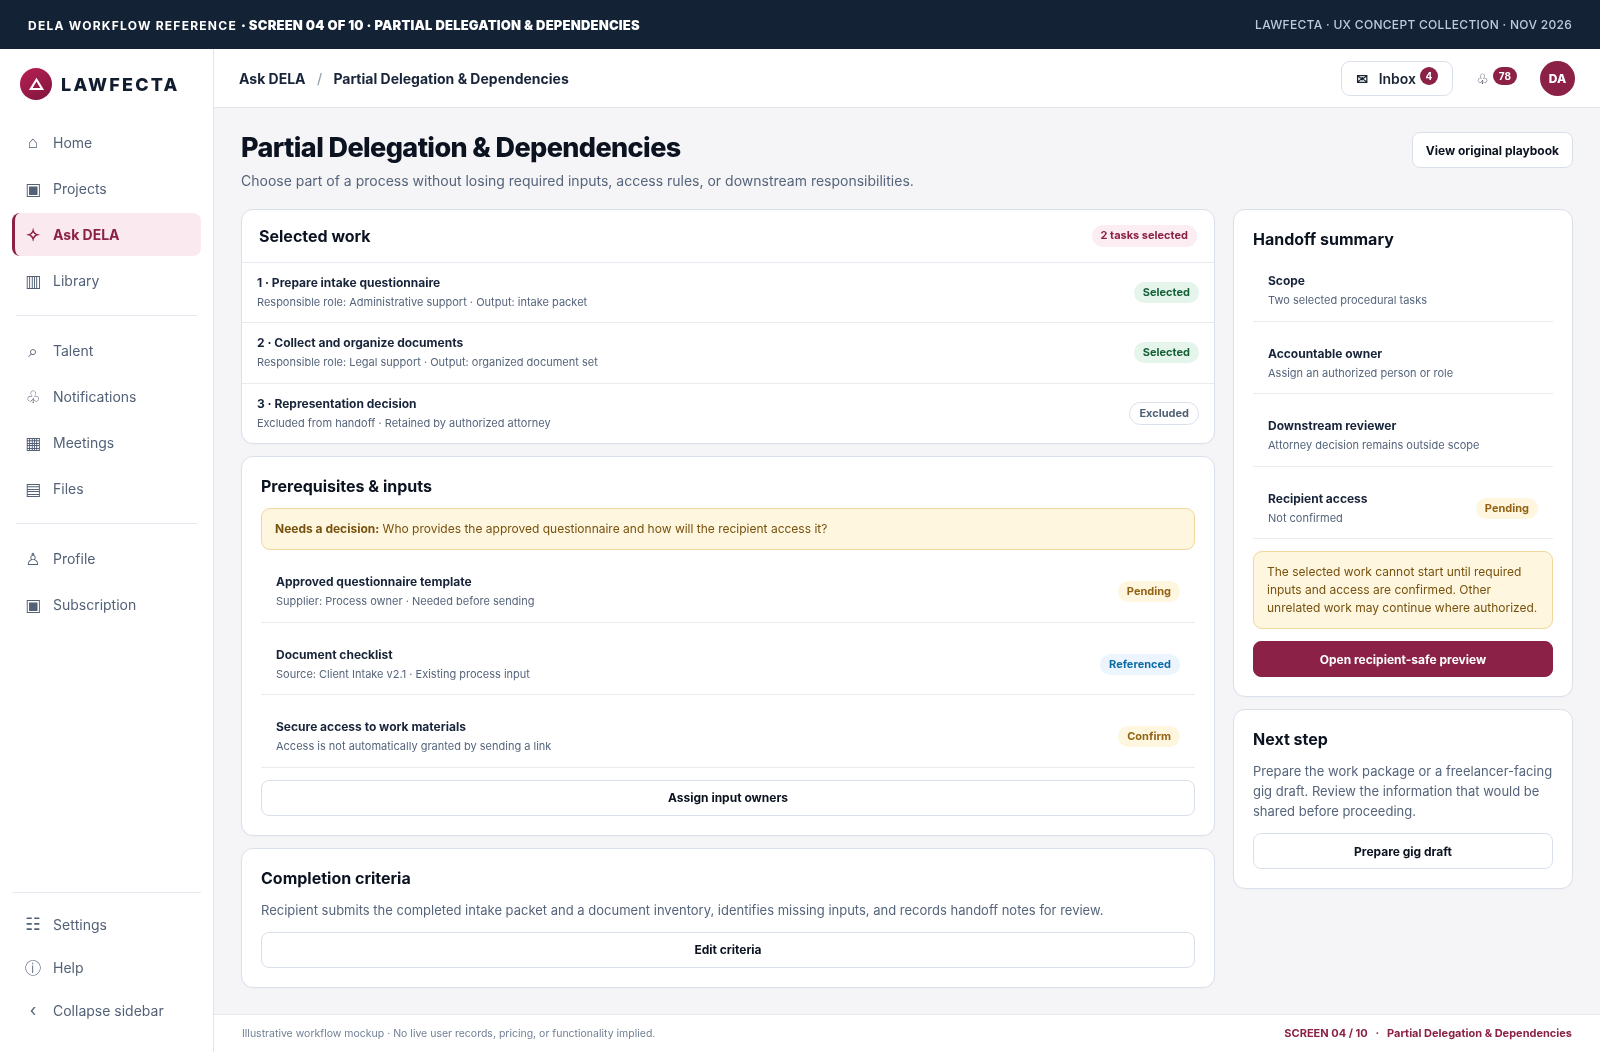 DELA WORKFLOW REFERENCE · SCREEN 04 OF 10 · PARTIAL DELEGATION & DEPENDENCIES
LAWFECTA · UX CONCEPT COLLECTION · NOV 2026
LAWFECTA
Home
Projects
Ask DELA
Library
Talent
Notifications
Meetings
Files
Profile
Subscription
Settings
Help
Collapse sidebar
Ask DELA / Partial Delegation & Dependencies
Inbox 4
78
DA
Partial Delegation & Dependencies
Choose part of a process without losing required inputs, access rules, or downstream responsibilities.
View original playbook
Selected work
2 tasks selected
1 · Prepare intake questionnaire
Responsible role: Administrative support · Output: intake packet
Selected
2 · Collect and organize documents
Responsible role: Legal support · Output: organized document set
Selected
3 · Representation decision
Excluded from handoff · Retained by authorized attorney
Excluded
Prerequisites & inputs
Needs a decision: Who provides the approved questionnaire and how will the recipient access it?
Approved questionnaire template
Supplier: Process owner · Needed before sending
Pending
Document checklist
Source: Client Intake v2.1 · Existing process input
Referenced
Secure access to work materials
Access is not automatically granted by sending a link
Confirm
Assign input owners
Completion criteria
Recipient submits the completed intake packet and a document inventory, identifies missing inputs, and records handoff notes for review.
Edit criteria
Handoff summary
Scope
Two selected procedural tasks
Accountable owner
Assign an authorized person or role
Downstream reviewer
Attorney decision remains outside scope
Recipient access
Not confirmed
Pending
The selected work cannot start until required
inputs and access are confirmed. Other
unrelated work may continue where authorized.
Open recipient-safe preview
Next step
Prepare the work package or a freelancer-facing
gig draft. Review the information that would be
shared before proceeding.
Prepare gig draft
Illustrative workflow mockup · No live user records, pricing, or functionality implied.
SCREEN 04 / 10 · Partial Delegation & Dependencies